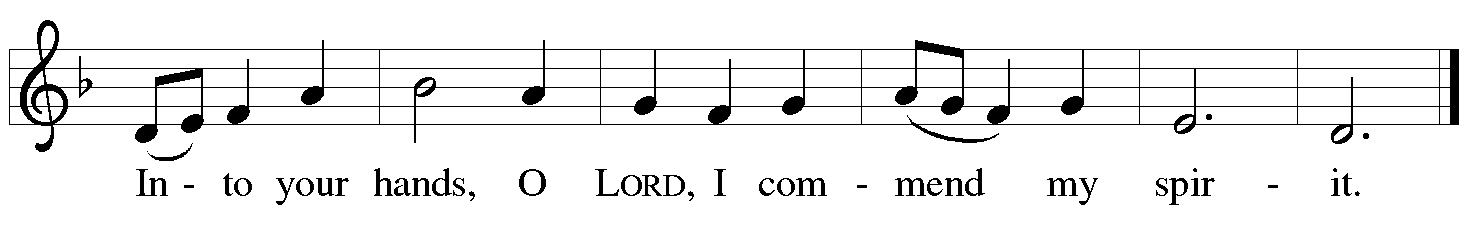 In - to your hands, O LORD, I com - mend my spir - it.